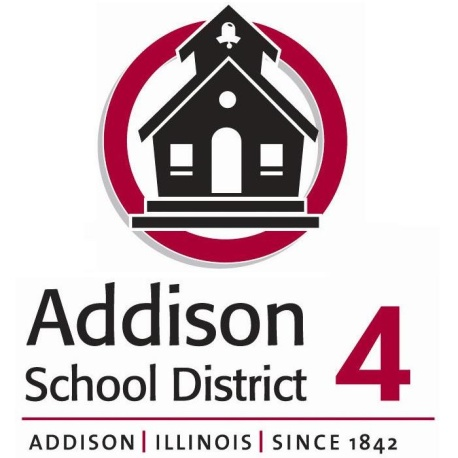 Addison
School District 4
ADDISON | ILLINOIS | SINCE 1842